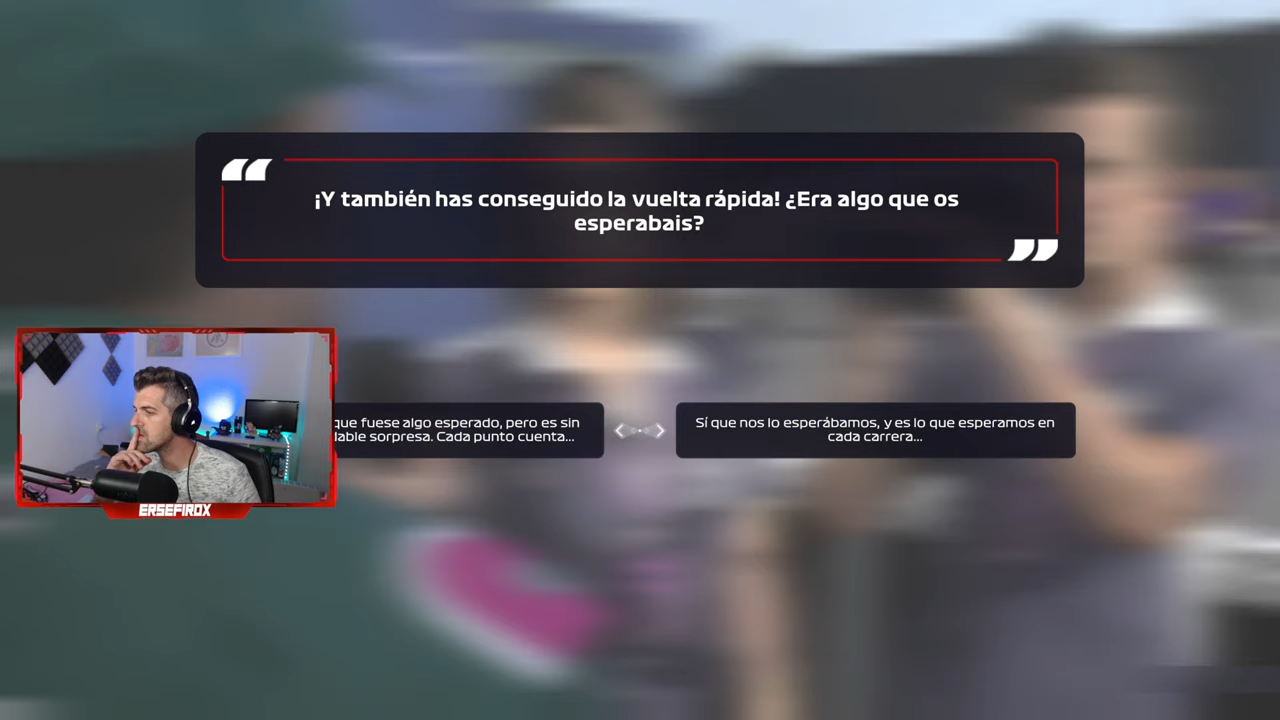 ¡Y también has conseguido la vuelta rápida! ¿Era algo que os
esperabais?
que fuese algo esperado, pero es sin
sorpresa. Cada punto cuenta...
Sí que nos lo esperábamos, y es lo que esperamos en
cada carrera...
ERSEFIROX